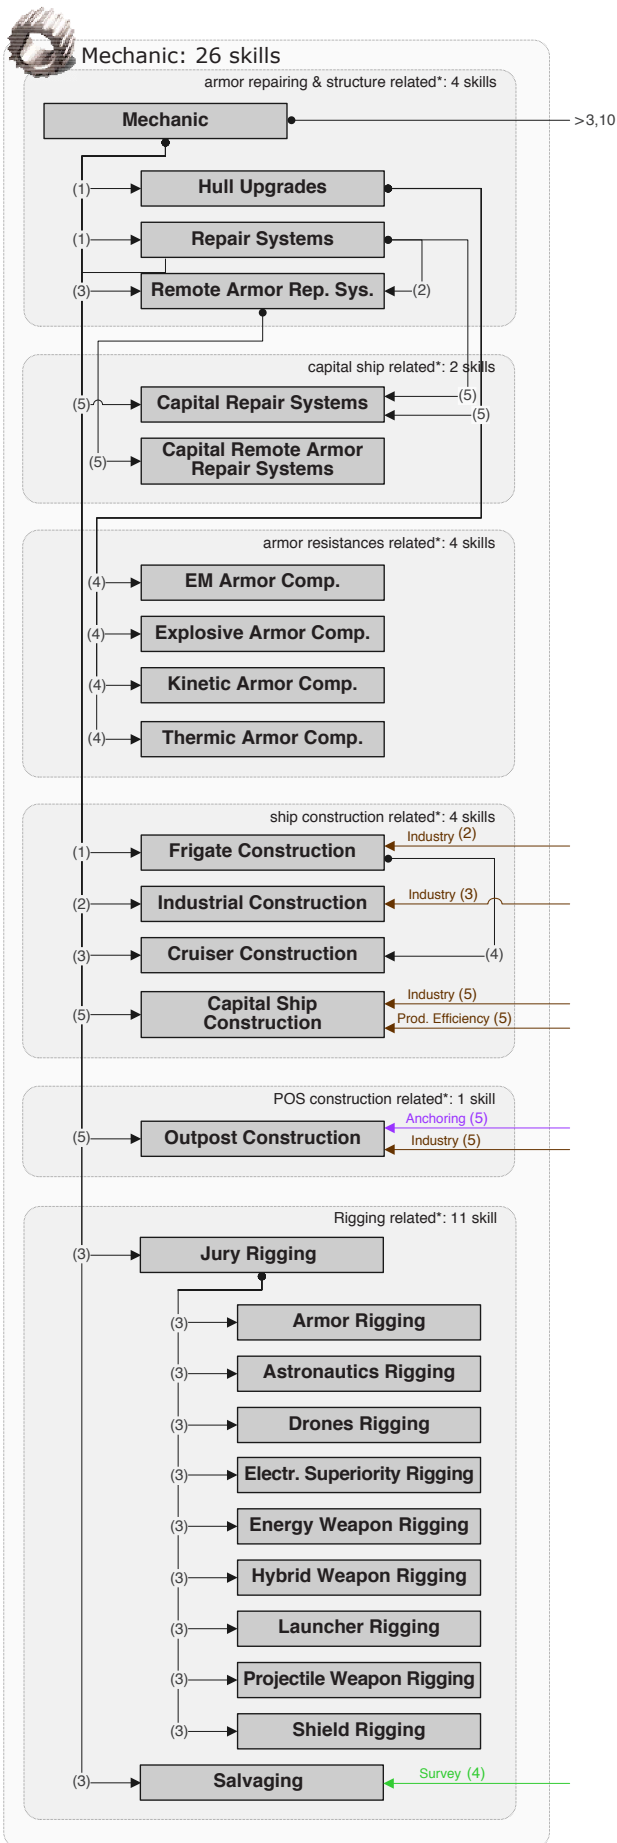 Mechanic: 26 skills
armor repairing & structure related*: 4 skills
Mechanic
>3,10
(1)
Hull Upgrades
(1)
Repair Systems
(3)
Remote Armor Rep. Sys.
(2)
capital ship related*: 2 skills
(5)
Capital Repair Systems
(5)
(5)
(5)
Capital Remote Armor
Repair Systems
armor resistances related*: 4 skills
(4)
EM Armor Comp.
(4)
Explosive Armor Comp.
(4)
Kinetic Armor Comp.
(4)
Thermic Armor Comp.
ship construction related*: 4 skills
(1)
Frigate Construction
Industry (2)
(2)
Industrial Construction
Industry (3)
(3)
Cruiser Construction
(4)
(5)
Capital Ship
Construction
Industry (5)
Prod. Efficiency (5)
POS construction related*: 1 skill
(5)
Outpost Construction
Anchoring (5)
Industry (5)
Rigging related*: 11 skill
(3)
Jury Rigging
(3)
Armor Rigging
(3)
Astronautics Rigging
(3)
Drones Rigging
(3)
Electr. Superiority Rigging
(3)
Energy Weapon Rigging
(3)
Hybrid Weapon Rigging
(3)
Launcher Rigging
(3)
Projectile Weapon Rigging
(3)
Shield Rigging
(3)
Salvaging
Survey (4)